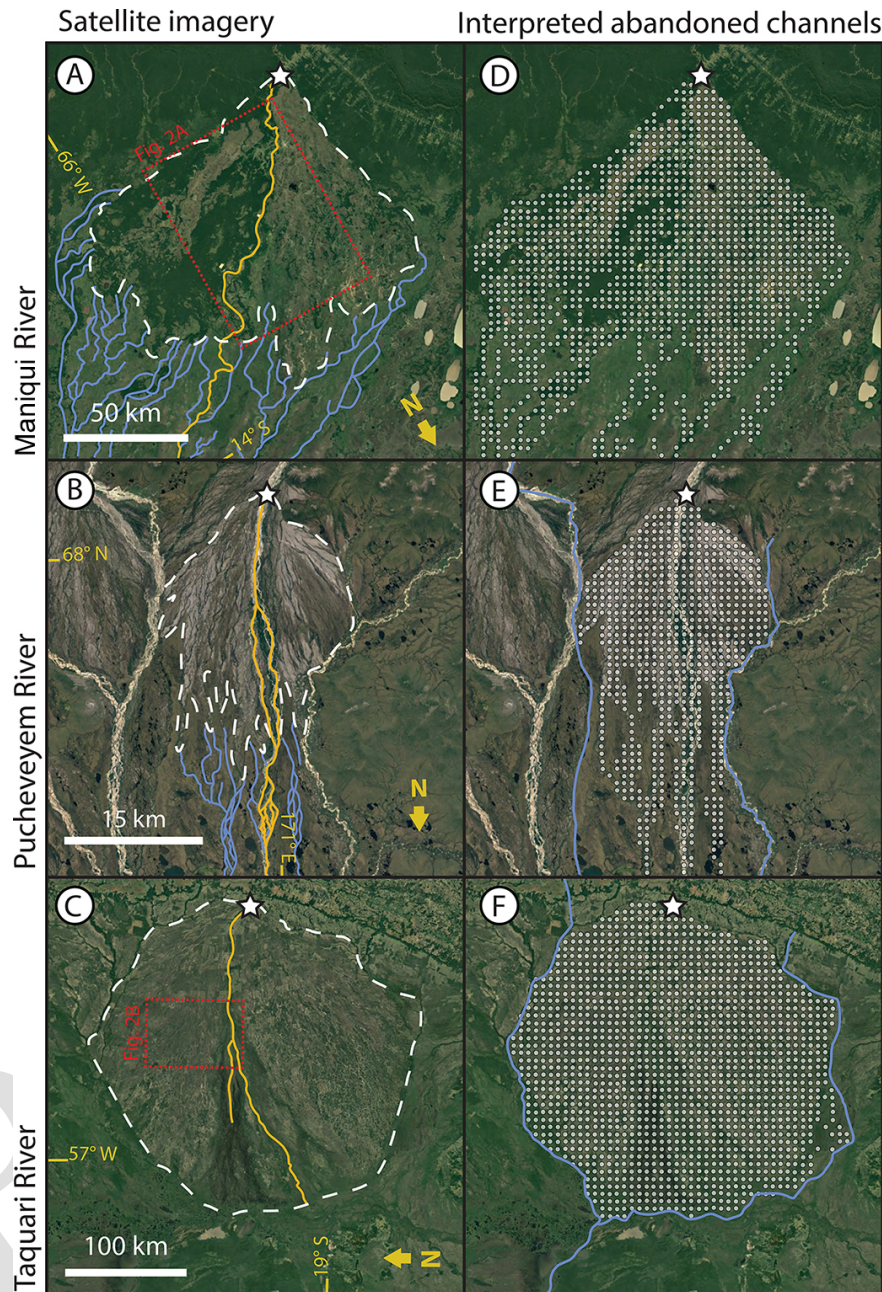 Satellite imagery
Interpreted abandoned channels
Maniqui River
A
66° W
Fig. 2A
50 km
14° S
N
D
Pucheveyem River
B
68° N
15 km
171° E
N
E
Taquari River
C
Fig. 2B
57° W
100 km
19° S
N
F